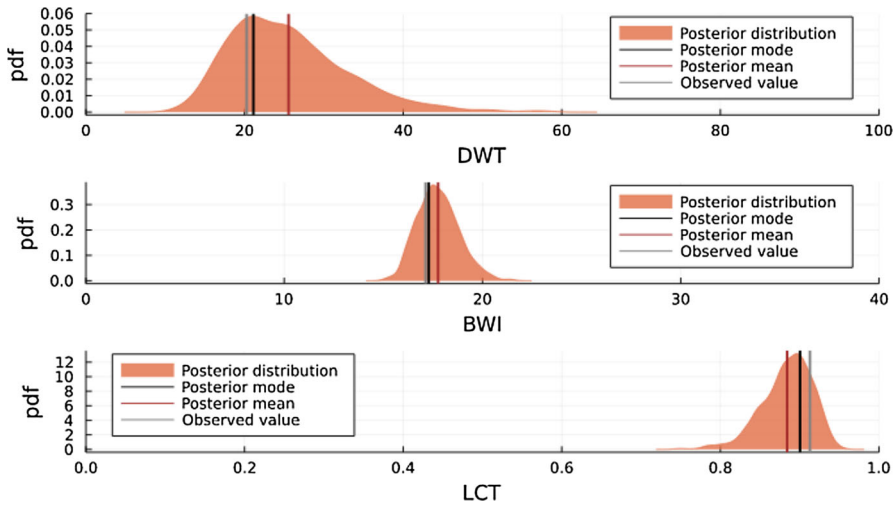 0.06
0.05
0.04
0.03
0.02
0.01
0.00
pdf
Posterior distribution
Posterior mode
Posterior mean
Observed value
0 20 40 60 80 100
DWT
0.3
0.2
0.1
0.0
pdf
Posterior distribution
Posterior mode
Posterior mean
Observed value
0 10 20 30 40
BWI
12
10
8
6
4
2
0
pdf
Posterior distribution
Posterior mode
Posterior mean
Observed value
0.0 0.2 0.4 0.6 0.8 1.0
LCT